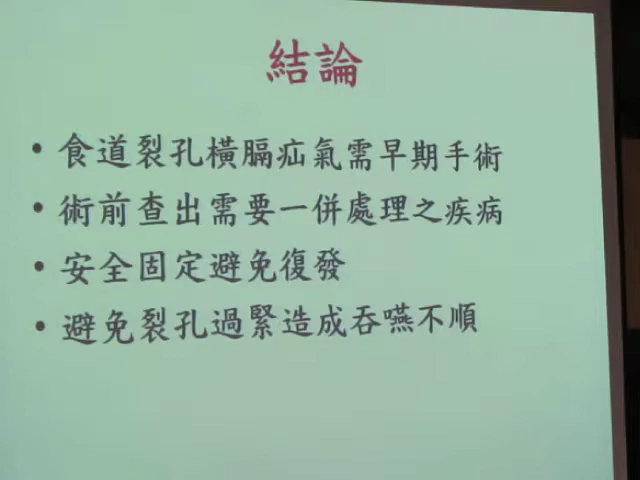 結論
• 食道裂孔橫膈疝氣需早期手術
• 術前查出需要一併處理之疾病
• 安全固定避免復發
• 避免裂孔過緊造成吞嚥不順